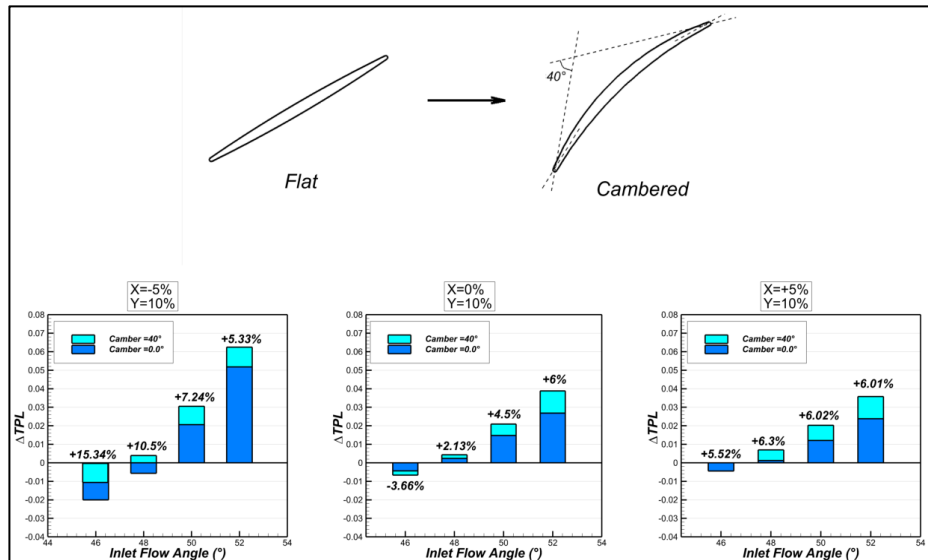 40°
Flat
Cambered
X=-5%
Y=10%
0.08
0.07
0.06
0.05
0.04
0.03
0.02
0.01
0
-0.01
-0.02
-0.03
-0.04
ΔTPL
Camber =40°
Camber =0.0°
+15.34%
+10.5%
+7.24%
+5.33%
44 46 48 50 52 54
Inlet Flow Angle (°)
X=0%
Y=10%
0.08
0.07
0.06
0.05
0.04
0.03
0.02
0.01
0
-0.01
-0.02
-0.03
-0.04
ΔTPL
Camber =40°
Camber =0.0°
-3.66%
+2.13%
+4.5%
+6%
46 48 50 52 54
Inlet Flow Angle (°)
X=+5%
Y=10%
0.08
0.07
0.06
0.05
0.04
0.03
0.02
0.01
0
-0.01
-0.02
-0.03
-0.04
ΔTPL
Camber =40°
Camber =0.0°
+5.52%
+6.3%
+6.02%
+6.01%
46 48 50 52 54
Inlet Flow Angle (°)